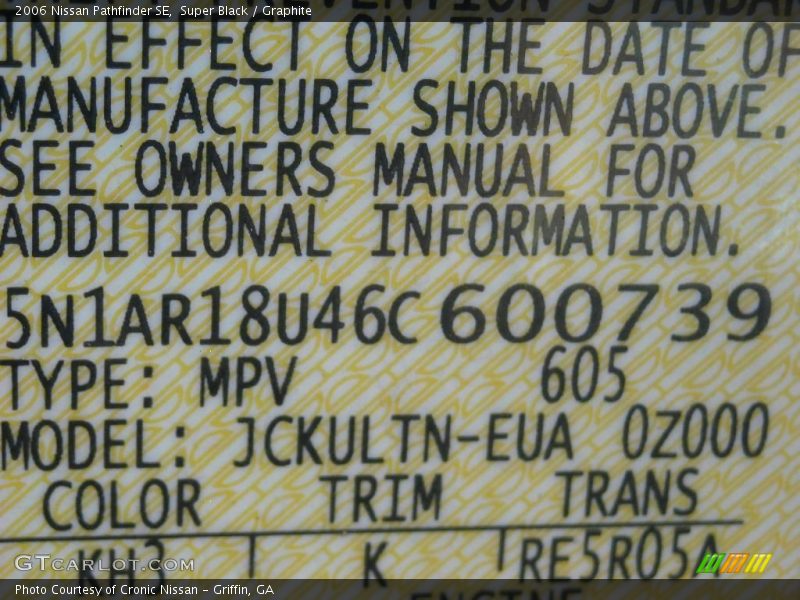 2006 Nissan Pathfinder SE, Super Black / Graphite
IN EFFECT ON THE DATE OF
MANUFACTURE SHOWN ABOVE.
SEE OWNERS MANUAL FOR
ADDITIONAL INFORMATION.
5N1AR18U46C600739
TYPE: MPV 605
MODEL: JCKULTN-EUA 0Z000
COLOR TRIM TRANS
KH3 K RE5R05A
GTCARLOT.COM
Photo Courtesy of Cronic Nissan - Griffin, GA